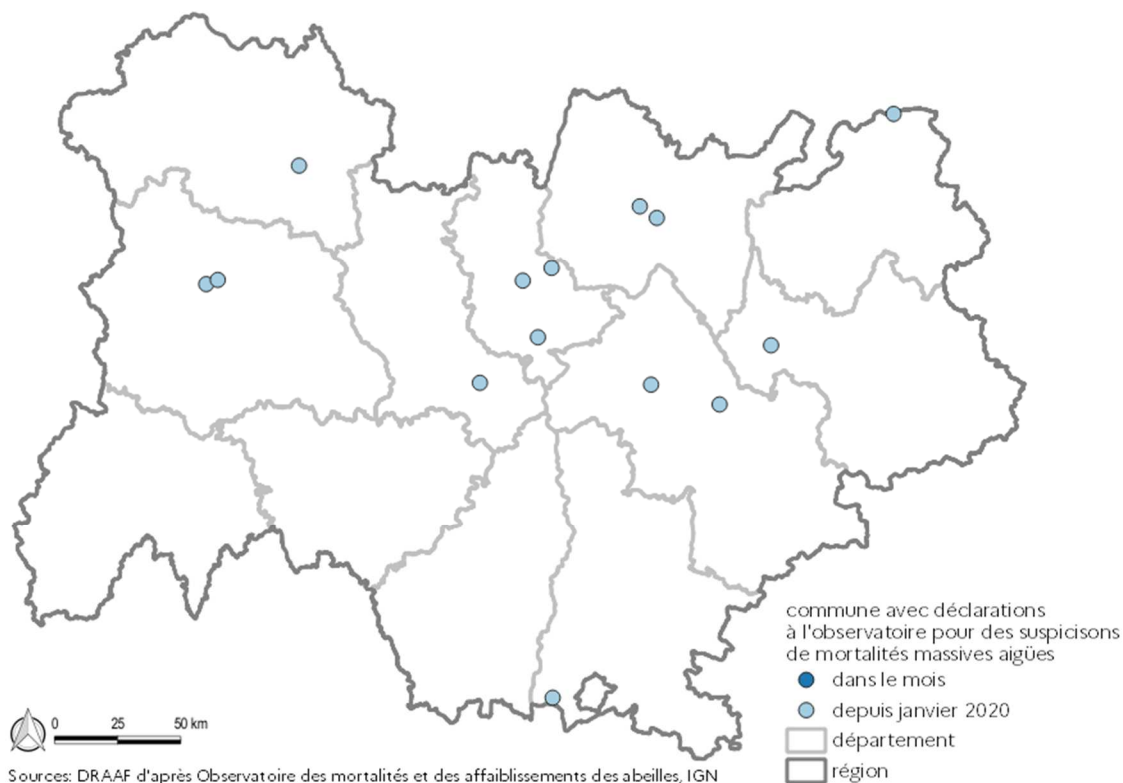 commune avec déclarations
à l'observatoire pour des suspicisons
de mortalités massives aigües
dans le mois
depuis janvier 2020
département
région
0 25 50 km
Sources: DRAAF d'après Observatoire des mortalités et des affaiblissements des abeilles, IGN